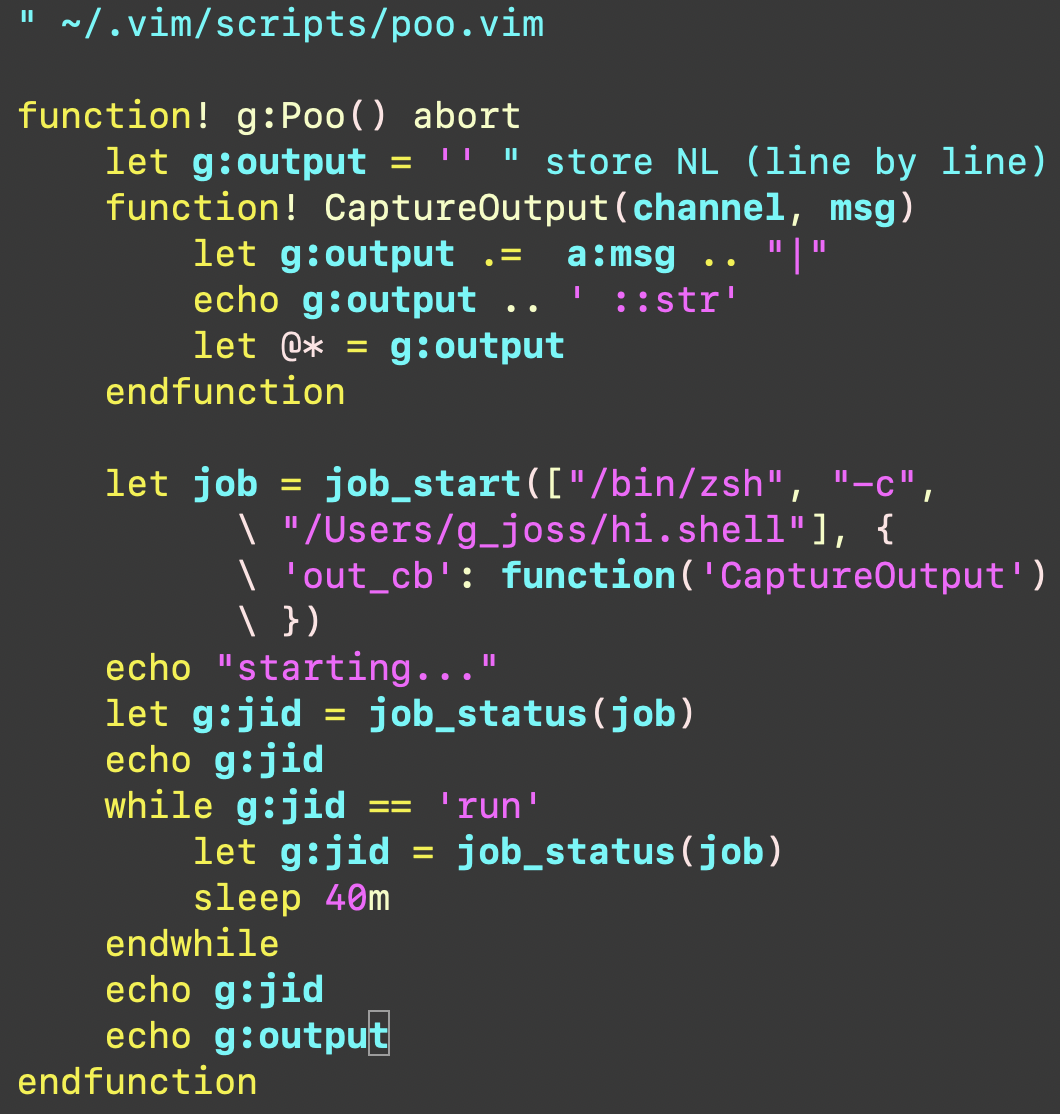 " ~/.vim/scripts/poo.vim

function! g:Poo() abort
    let g:output = '' " store NL (line by line)
    function! CaptureOutput(channel, msg)
        let g:output .=  a:msg .. "|"
        echo g:output .. ' ::str'
        let @* = g:output
    endfunction

    let job = job_start(["/bin/zsh", "-c",
          \ "/Users/g_joss/hi.shell"], {
          \ 'out_cb': function('CaptureOutput')
          \ })
    echo "starting..."
    let g:jid = job_status(job)
    echo g:jid
    while g:jid == 'run'
        let g:jid = job_status(job)
        sleep 40m
    endwhile
    echo g:jid
    echo g:output
endfunction